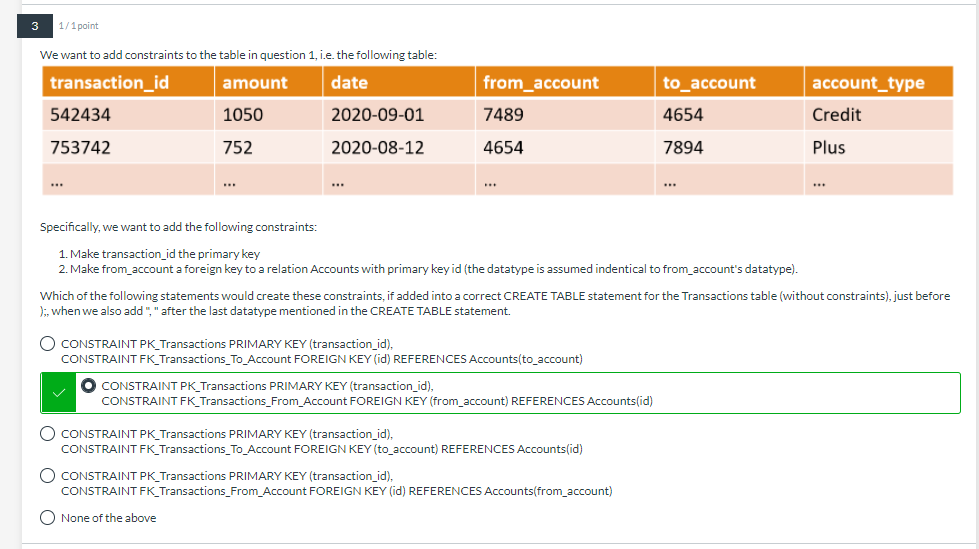 3 1 / 1 point
We want to add constraints to the table in question 1, i.e. the following table:
transaction_id amount date from_account to_account account_type
542434 1050 2020-09-01 7489 4654 Credit
753742 752 2020-08-12 4654 7894 Plus
... ... ... ... ... ...
Specifically, we want to add the following constraints:
1. Make transaction_id the primary key
2. Make from_account a foreign key to a relation Accounts with primary key id (the datatype is assumed indentical to from_account's datatype).
Which of the following statements would create these constraints, if added into a correct CREATE TABLE statement for the Transactions table (without constraints), just before
);, when we also add ", " after the last datatype mentioned in the CREATE TABLE statement.
CONSTRAINT PK_Transactions PRIMARY KEY (transaction_id),
CONSTRAINT FK_Transactions_To_Account FOREIGN KEY (id) REFERENCES Accounts(to_account)
CONSTRAINT PK_Transactions PRIMARY KEY (transaction_id),
CONSTRAINT FK_Transactions_From_Account FOREIGN KEY (from_account) REFERENCES Accounts(id)
CONSTRAINT PK_Transactions PRIMARY KEY (transaction_id),
CONSTRAINT FK_Transactions_To_Account FOREIGN KEY (to_account) REFERENCES Accounts(id)
CONSTRAINT PK_Transactions PRIMARY KEY (transaction_id),
CONSTRAINT FK_Transactions_From_Account FOREIGN KEY (id) REFERENCES Accounts(from_account)
None of the above